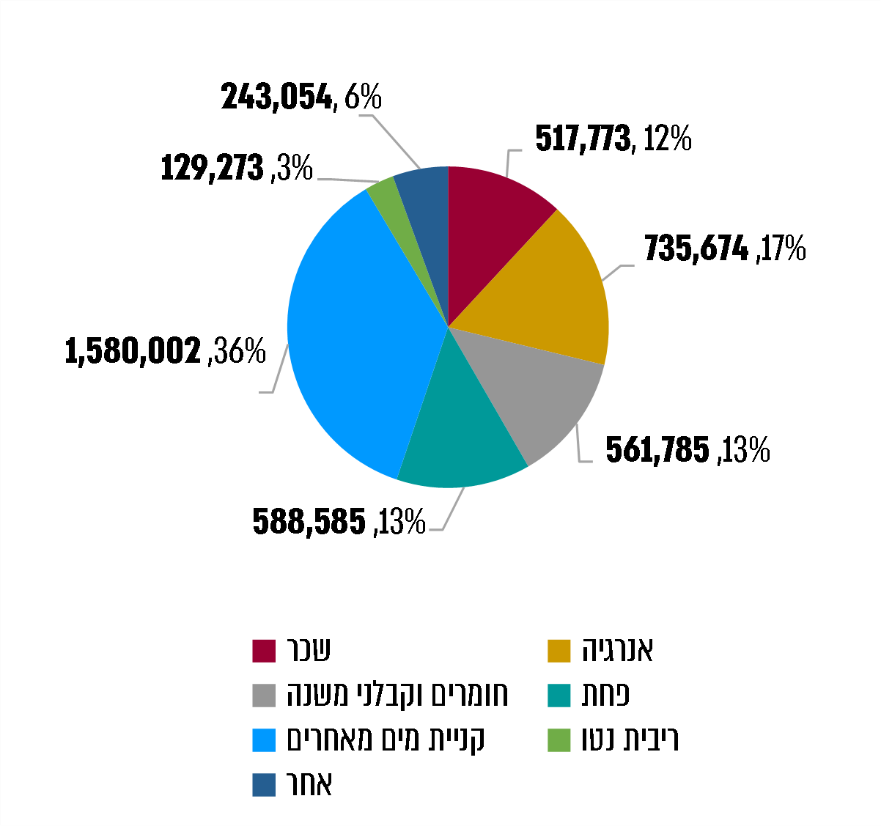 243,054, 6%
517,773, 12%
129,273 ,3%
735,674 ,17%
1,580,002 ,36%
561,785 ,13%
588,585 ,13%
שכר
אנרגיה
חומרים וקבלני משנה
פחת
קניית מים מאחרים
ריבית נטו
אחר